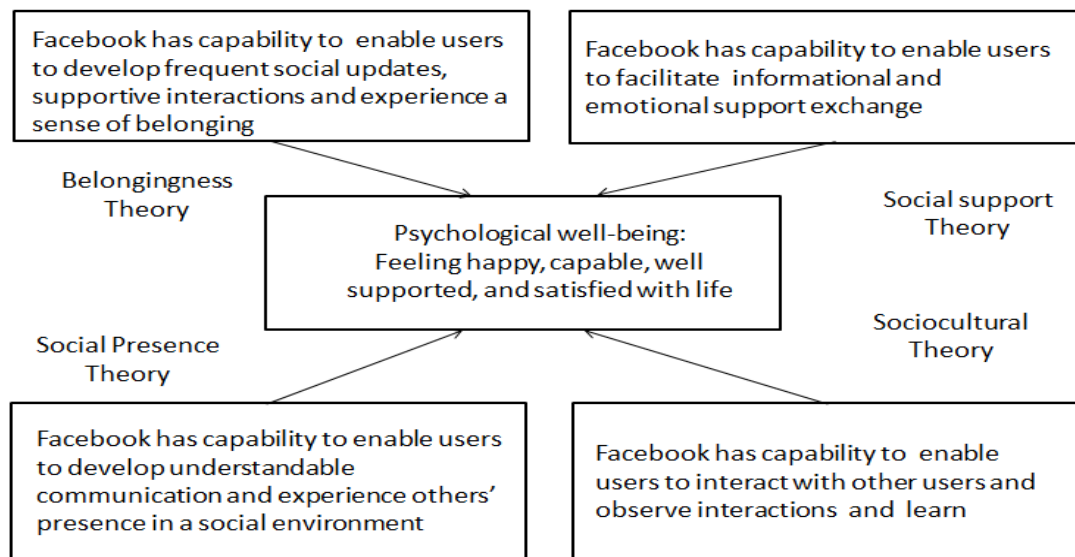 Facebook has capability to enable users
to develop frequent social updates,
supportive interactions and experience a
sense of belonging
Facebook has capability to enable users
to facilitate informational and
emotional support exchange
Belongingness
Theory
Social support
Theory
Psychological well-being:
Feeling happy, capable, well
supported, and satisfied with life
Social Presence
Theory
Sociocultural
Theory
Facebook has capability to enable users
to develop understandable
communication and experience others’
presence in a social environment
Facebook has capability to enable
users to interact with other users and
observe interactions and learn